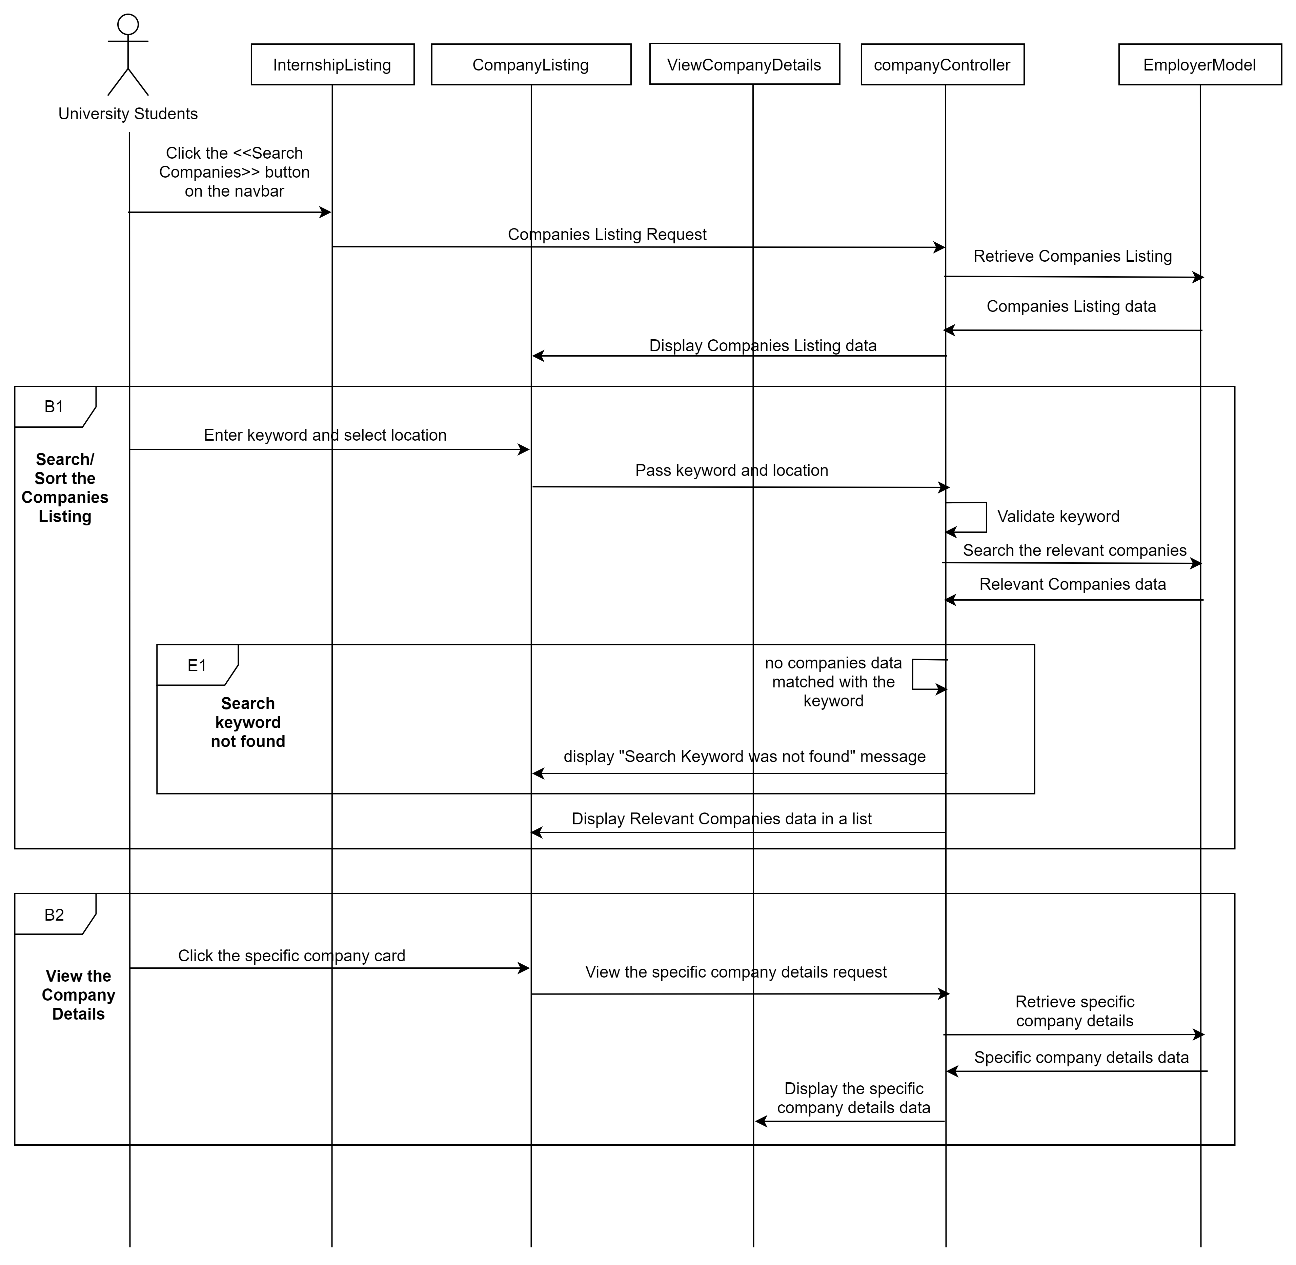 University Students
InternshipListing
CompanyListing
ViewCompanyDetails
companyController
EmployerModel
Click the <<Search
Companies>> button
on the navbar
Companies Listing Request
Retrieve Companies Listing
Companies Listing data
Display Companies Listing data
B1
Search/
Sort the
Companies
Listing
Enter keyword and select location
Pass keyword and location
Validate keyword
Search the relevant companies
Relevant Companies data
E1
Search
keyword
not found
no companies data
matched with the
keyword
display "Search Keyword was not found" message
Display Relevant Companies data in a list
B2
View the
Company
Details
Click the specific company card
View the specific company details request
Retrieve specific
company details
Specific company details data
Display the specific
company details data